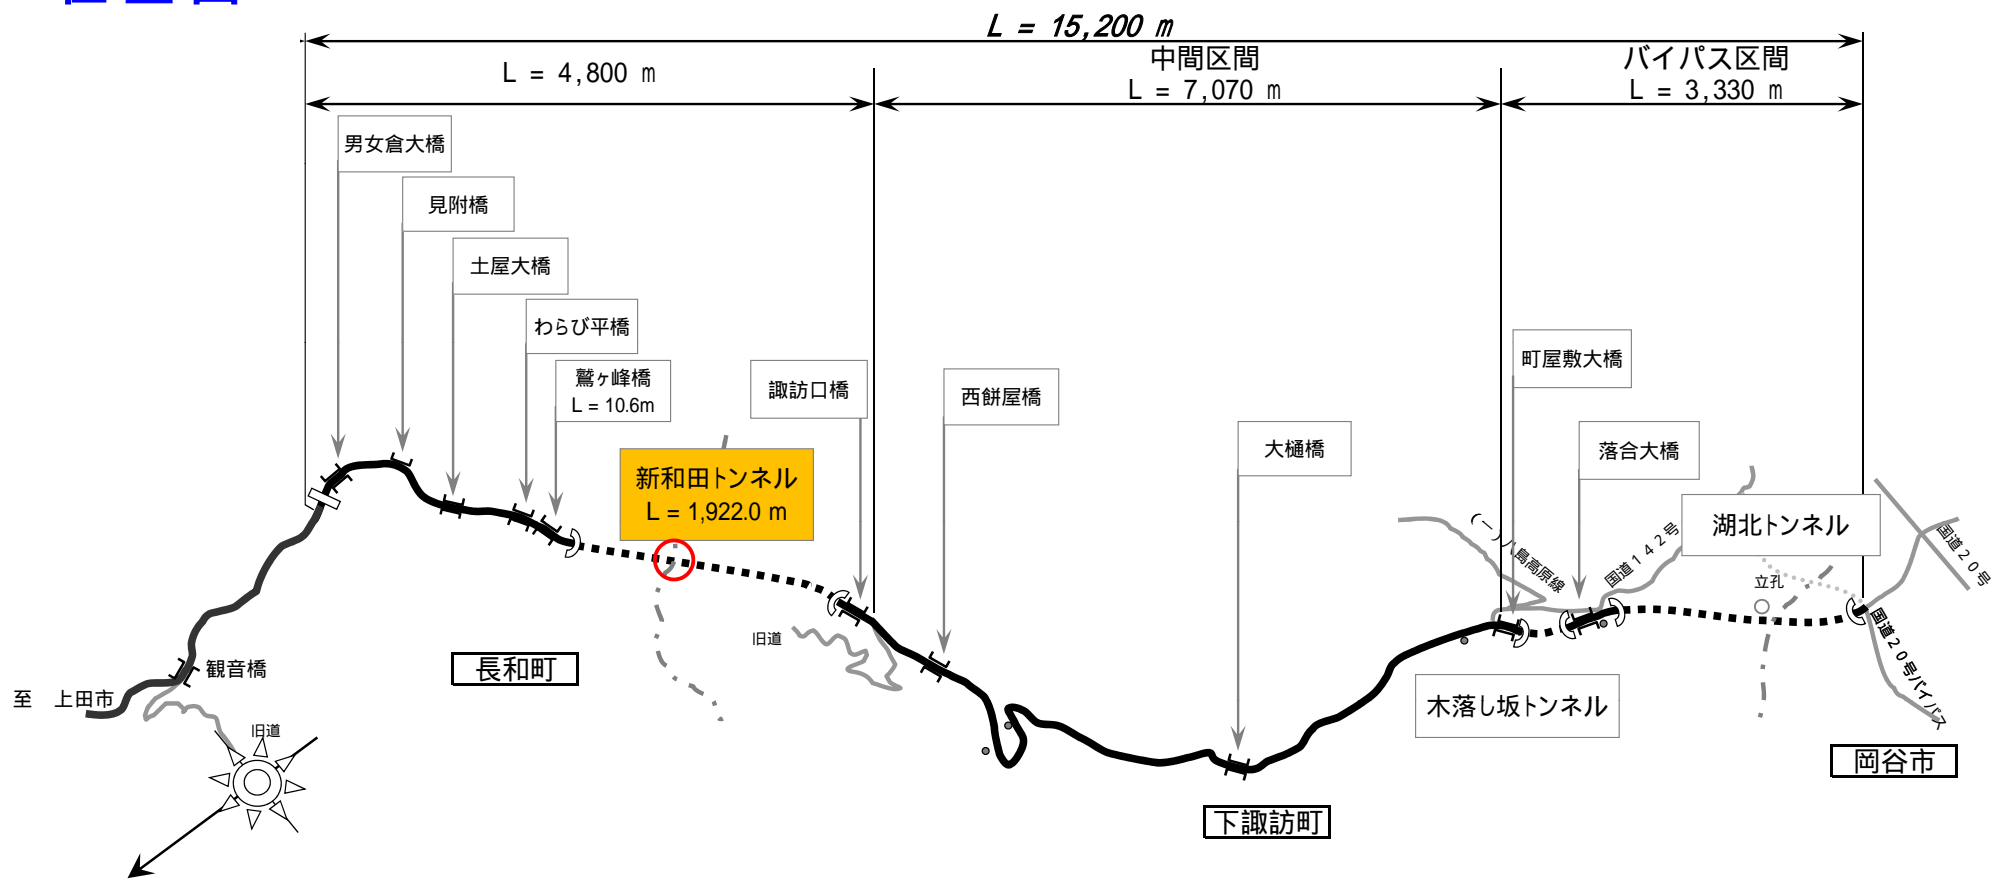 L = 15,200 m
L = 4,800 m
中間区間
L = 7,070 m
バイパス区間
L = 3,330 m
男女倉大橋
見附橋
土屋大橋
わらび平橋
鷲ヶ峰橋
L = 10.6m
新和田トンネル
L = 1,922.0 m
諏訪口橋
西餅屋橋
大樋橋
町屋敷大橋
落合大橋
湖北トンネル
(一)八島高原線
国道142号
国道20号
立孔
国道20号バイパス
旧道
観音橋
至 上田市
旧道
長和町
木落し坂トンネル
下諏訪町
岡谷市